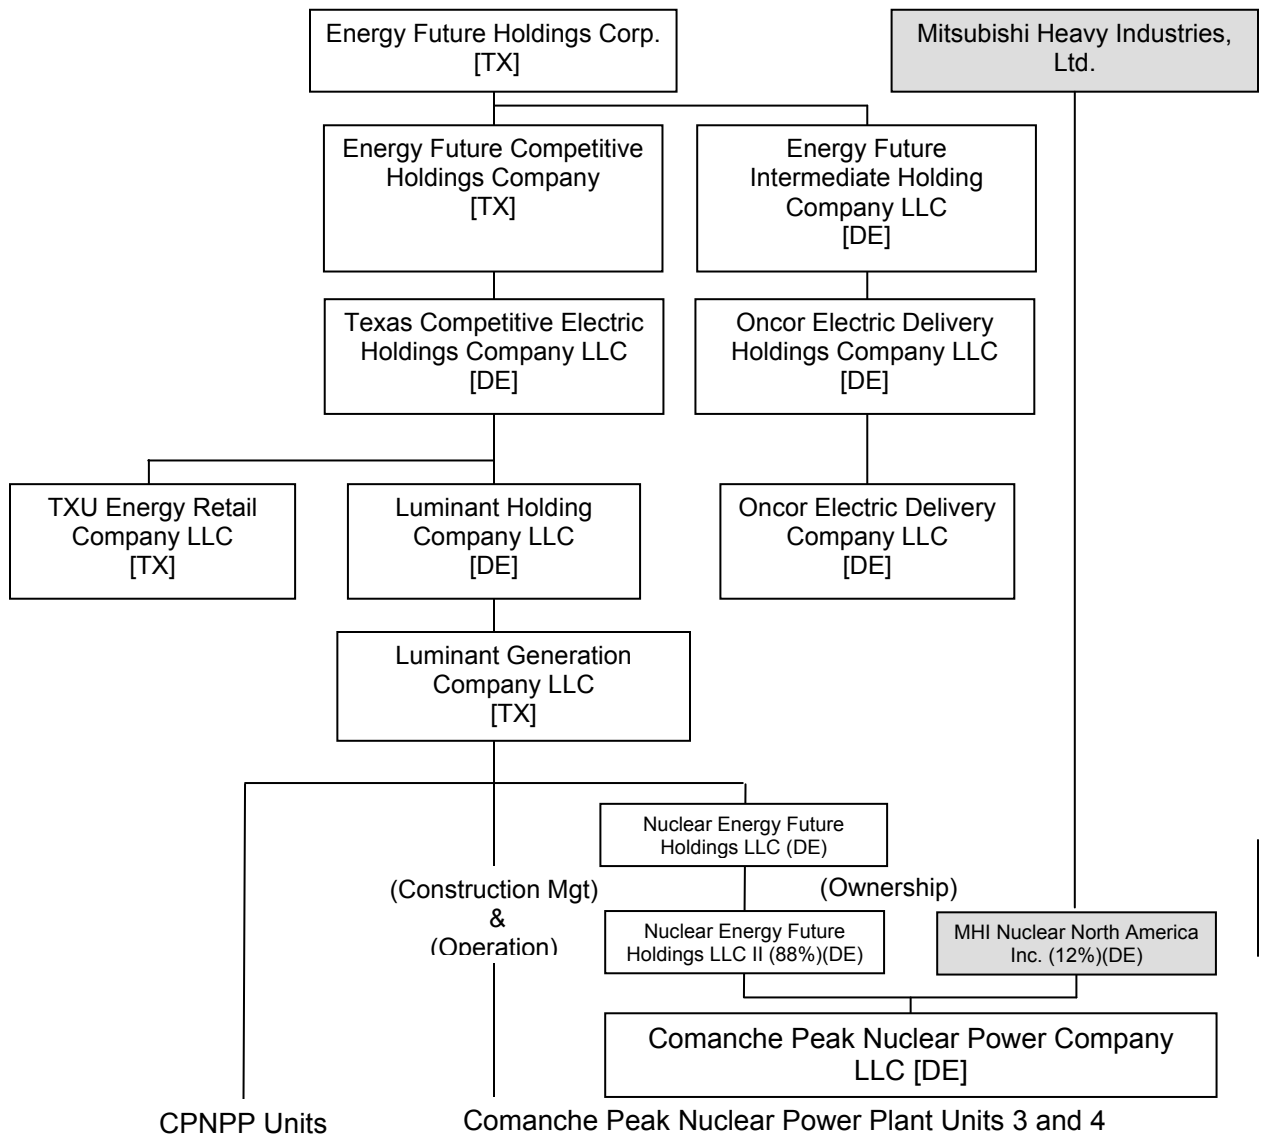 Energy Future Holdings Corp.
[TX]
Mitsubishi Heavy Industries,
Ltd.
Energy Future Competitive
Holdings Company
[TX]
Energy Future
Intermediate Holding
Company LLC
[DE]
Texas Competitive Electric
Holdings Company LLC
[DE]
Oncor Electric Delivery
Holdings Company LLC
[DE]
TXU Energy Retail
Company LLC
[TX]
Luminant Holding
Company LLC
[DE]
Oncor Electric Delivery
Company LLC
[DE]
Luminant Generation
Company LLC
[TX]
Nuclear Energy Future
Holdings LLC (DE)
(Construction Mgt)
&
(Operation)
(Ownership)
Nuclear Energy Future
Holdings LLC II (88%)(DE)
MHI Nuclear North America
Inc. (12%)(DE)
Comanche Peak Nuclear Power Company
LLC [DE]
CPNPP Units
Comanche Peak Nuclear Power Plant Units 3 and 4